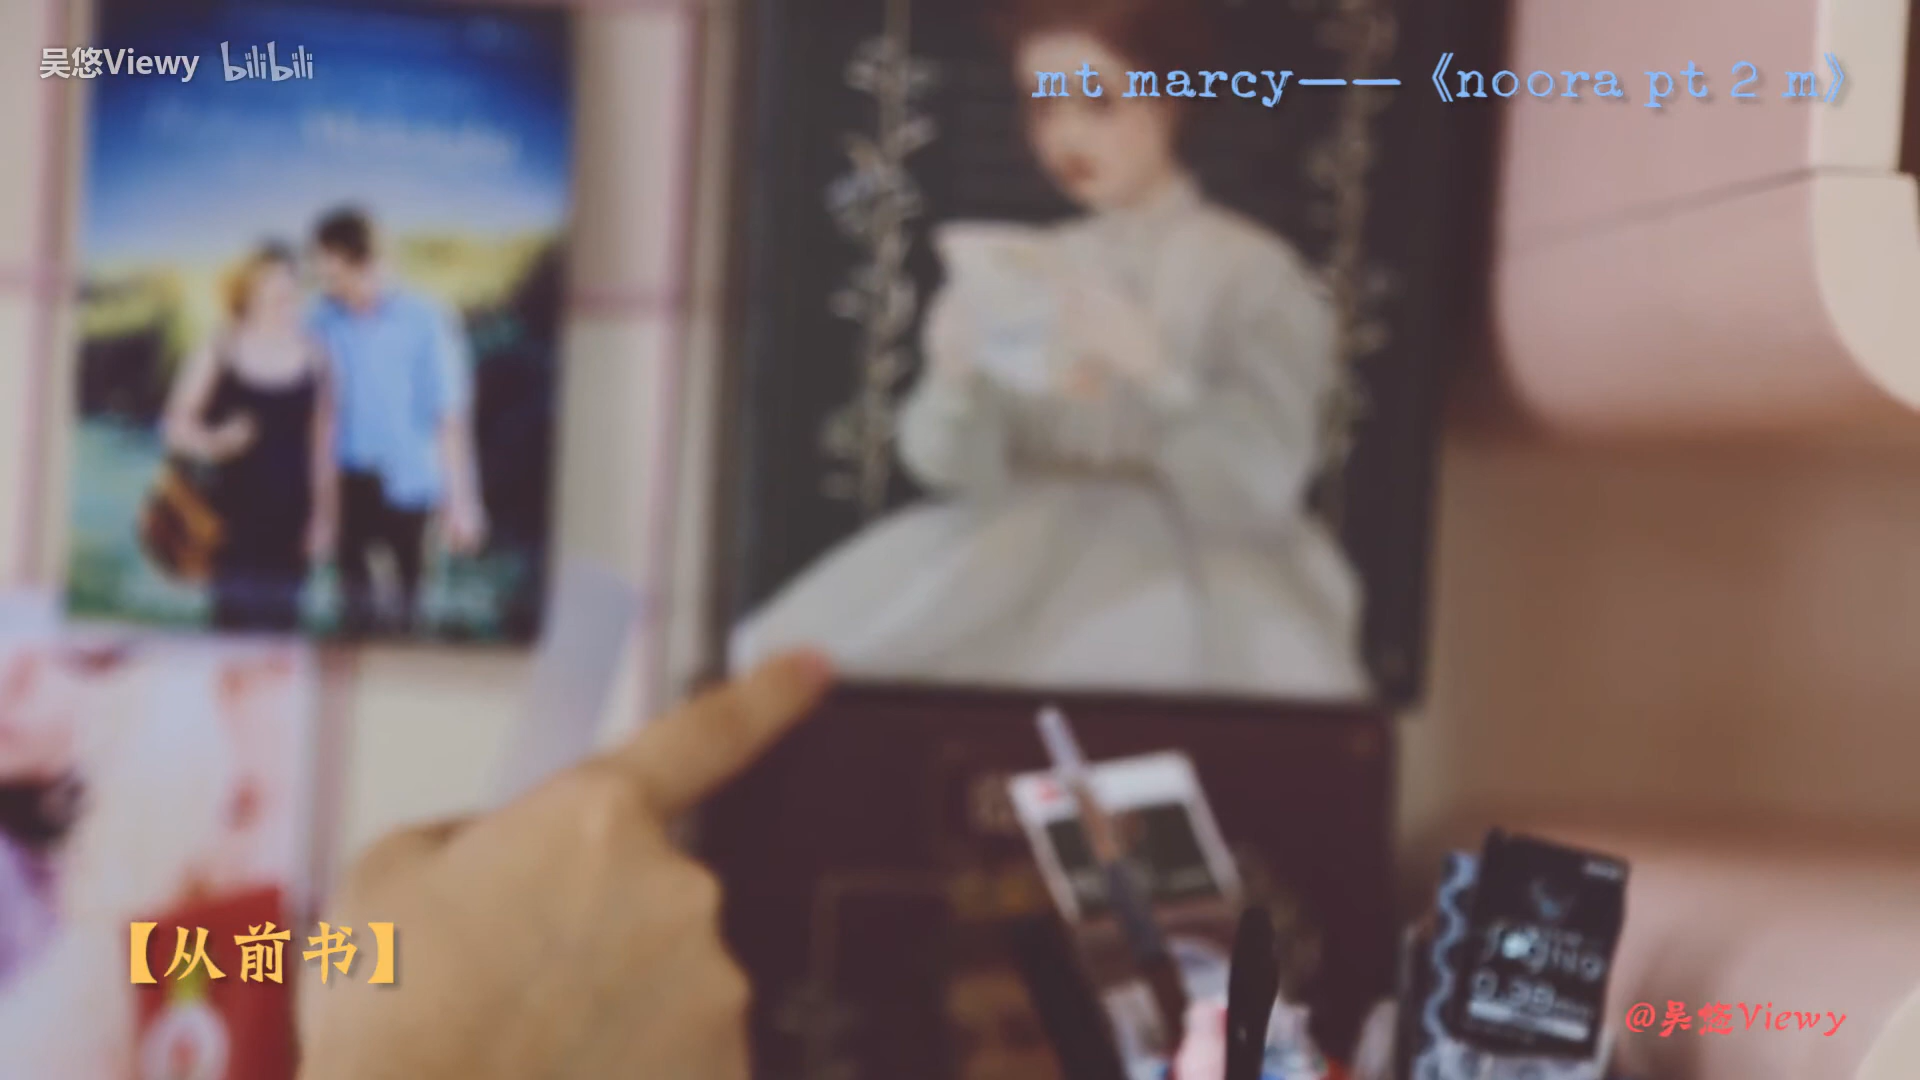 吴悠Viewy bilibili
mt marcy——《noora pt 2 m》
【从前书】
@吴悠Viewy